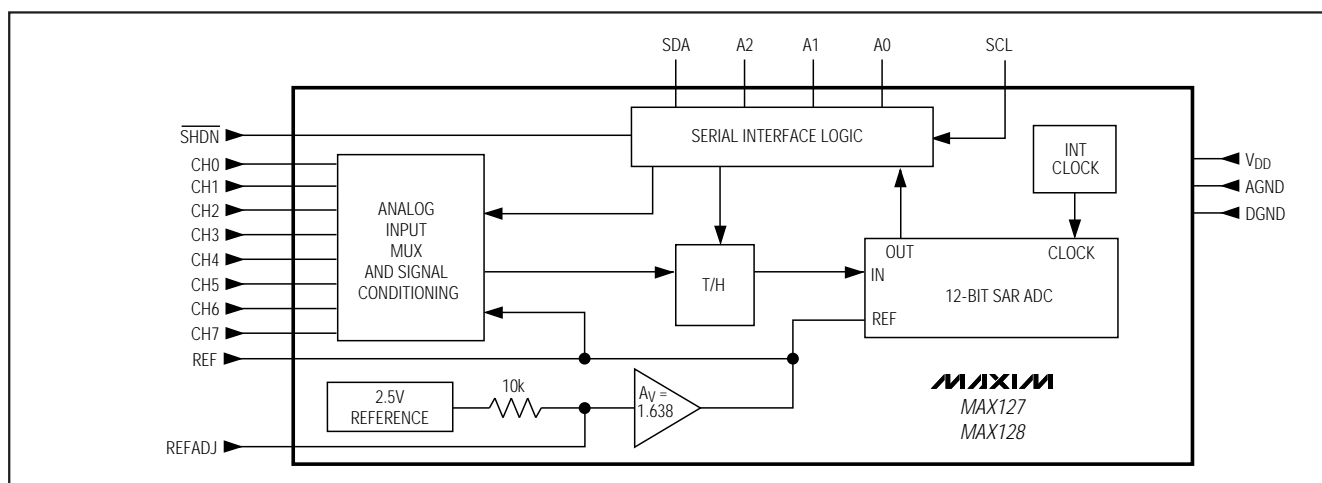 SDA A2 A1 A0 SCL
SHDN
SERIAL INTERFACE LOGIC
INT
CLOCK
CH0
CH1
CH2
CH3
CH4
CH5
CH6
CH7
REF
ANALOG
INPUT
MUX
AND SIGNAL
CONDITIONING
T/H
OUT
CLOCK
IN
12-BIT SAR ADC
REF
VDD
AGND
DGND
2.5V
REFERENCE
10k
AV =
1.638
REFADJ
MAXIM
MAX127
MAX128